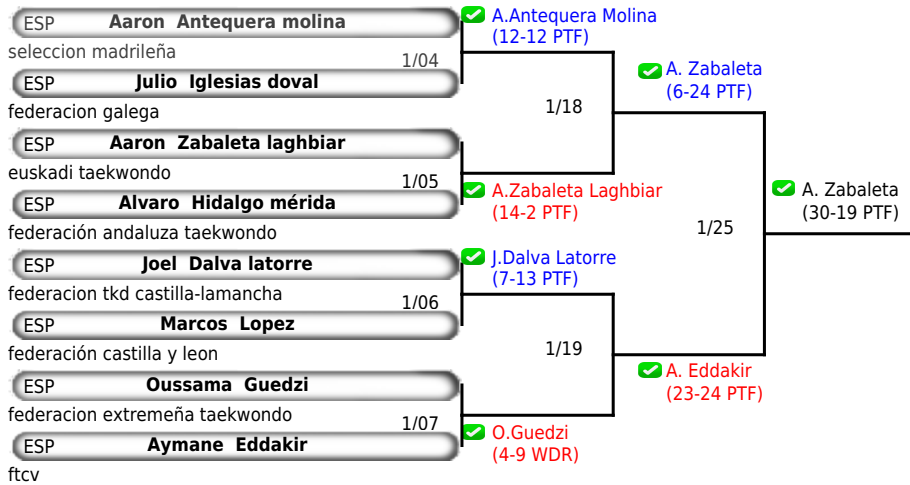 ESP Aaron Antequera molina
seleccion madrileña
1/04
ESP Julio Iglesias doval
federacion galega
ESP Aaron Zabaleta laghbiar
euskadi taekwondo
1/05
ESP Alvaro Hidalgo mérida
federación andaluza taekwondo
ESP Joel Dalva latorre
federacion tkd castilla-lamancha
1/06
ESP Marcos Lopez
federación castilla y leon
ESP Oussama Guedzi
federacion extremeña taekwondo
1/07
ESP Aymane Eddakir
ftcv
A.Antequera Molina
(12-12 PTF)
1/18
A.Zabaleta Laghbiar
(14-2 PTF)
J.Dalva Latorre
(7-13 PTF)
1/19
O.Guedzi
(4-9 WDR)
A. Zabaleta
(6-24 PTF)
1/25
A. Eddakir
(23-24 PTF)
A. Zabaleta
(30-19 PTF)